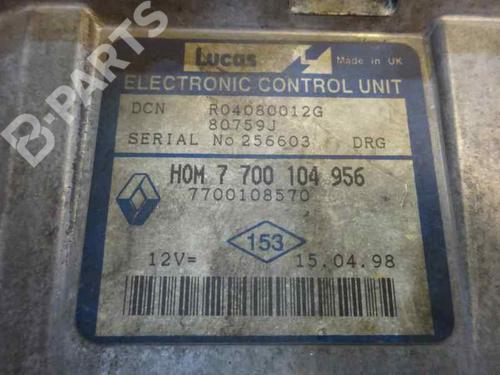 B-PARTS
Lucas
Made in UK
ELECTRONIC CONTROL UNIT
DCN R04080012G
80759J
SERIAL No 256603 DRG
HOM 7 700 104 956
7700108570
153
12V= 15.04.98
B-PARTS